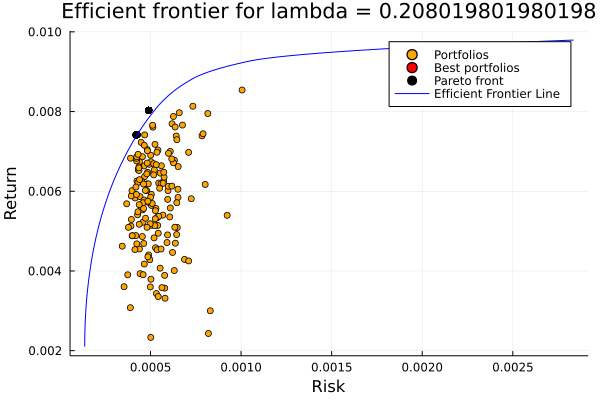 Efficient frontier for lambda = 0.208019801980198
0.010
0.008
0.006
0.004
0.002
Return
Portfolios
Best portfolios
Pareto front
Efficient Frontier Line
0.0005 0.0010 0.0015 0.0020 0.0025
Risk